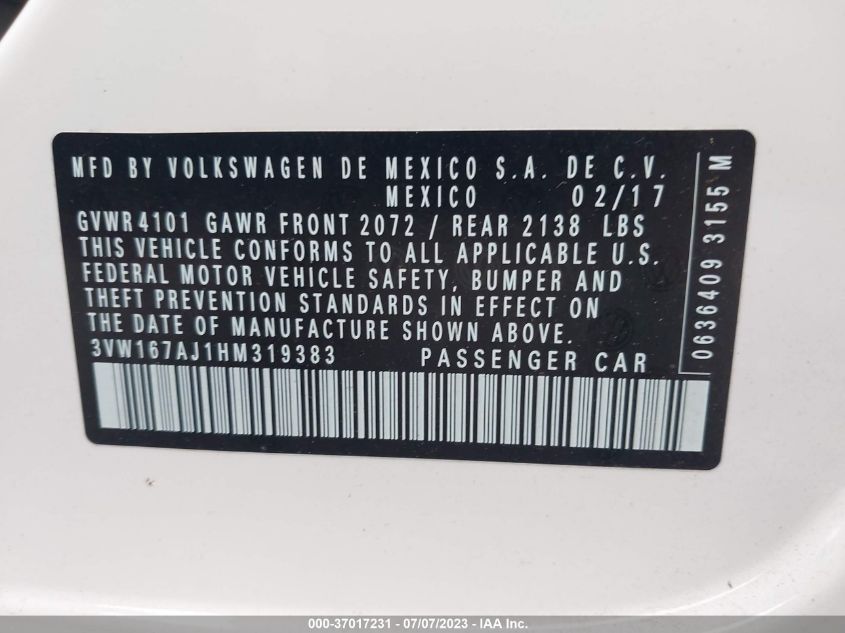 MFD BY VOLKSWAGEN DE MEXICO S.A. DE C.V.
MEXICO 02/17
GVWR 4101 GAWR FRONT 2072 / REAR 2138 LBS
THIS VEHICLE CONFORMS TO ALL APPLICABLE U.S.
FEDERAL MOTOR VEHICLE SAFETY, BUMPER AND
THEFT PREVENTION STANDARDS IN EFFECT ON
THE DATE OF MANUFACTURE SHOWN ABOVE.
3VW167AJ1HM319383 PASSENGER CAR
0636409 3155 M
000-37017231 - 07/07/2023 - IAA Inc.